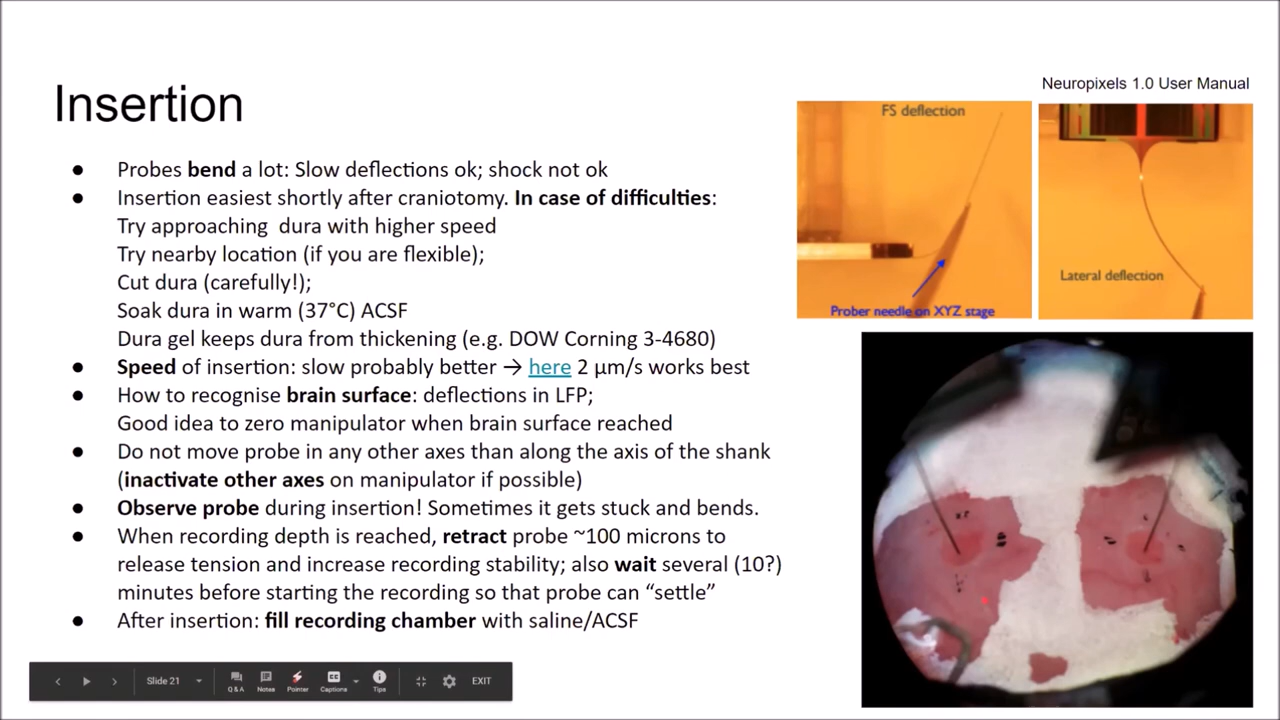 Insertion
Neuropixels 1.0 User Manual
● Probes bend a lot: Slow deflections ok; shock not ok
● Insertion easiest shortly after craniotomy. In case of difficulties:
Try approaching dura with higher speed
Try nearby location (if you are flexible);
Cut dura (carefully!);
Soak dura in warm (37°C) ACSF
Dura gel keeps dura from thickening (e.g. DOW Corning 3-4680)
● Speed of insertion: slow probably better → here 2 μm/s works best
● How to recognise brain surface: deflections in LFP;
Good idea to zero manipulator when brain surface reached
● Do not move probe in any other axes than along the axis of the shank
(inactivate other axes on manipulator if possible)
● Observe probe during insertion! Sometimes it gets stuck and bends.
● When recording depth is reached, retract probe ~100 microns to
release tension and increase recording stability; also wait several (10?)
minutes before starting the recording so that probe can “settle”
● After insertion: fill recording chamber with saline/ACSF
FS deflection
Prober needle on XYZ stage
Lateral deflection
Slide 21
Q & A
Notes
Pointer
CC
Captions
Tips
EXIT